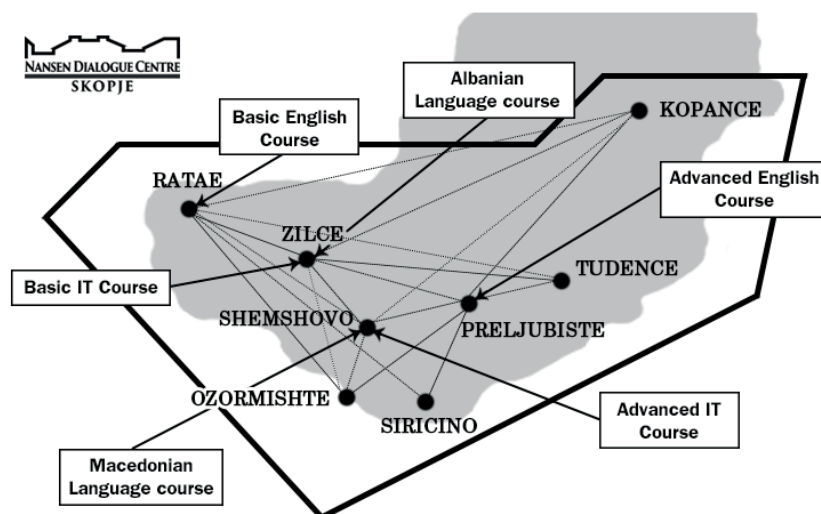 NANSEN DIALOGUE CENTRE
SKOPJE
Albanian
Language course
Basic English
Course
KOPANCE
RATAE
Advanced English
Course
ZILCE
Basic IT Course
TUDENCE
SHEMSHOVO
PRELJUBISTE
OZORMISHTE
SIRICINO
Advanced IT
Course
Macedonian
Language course